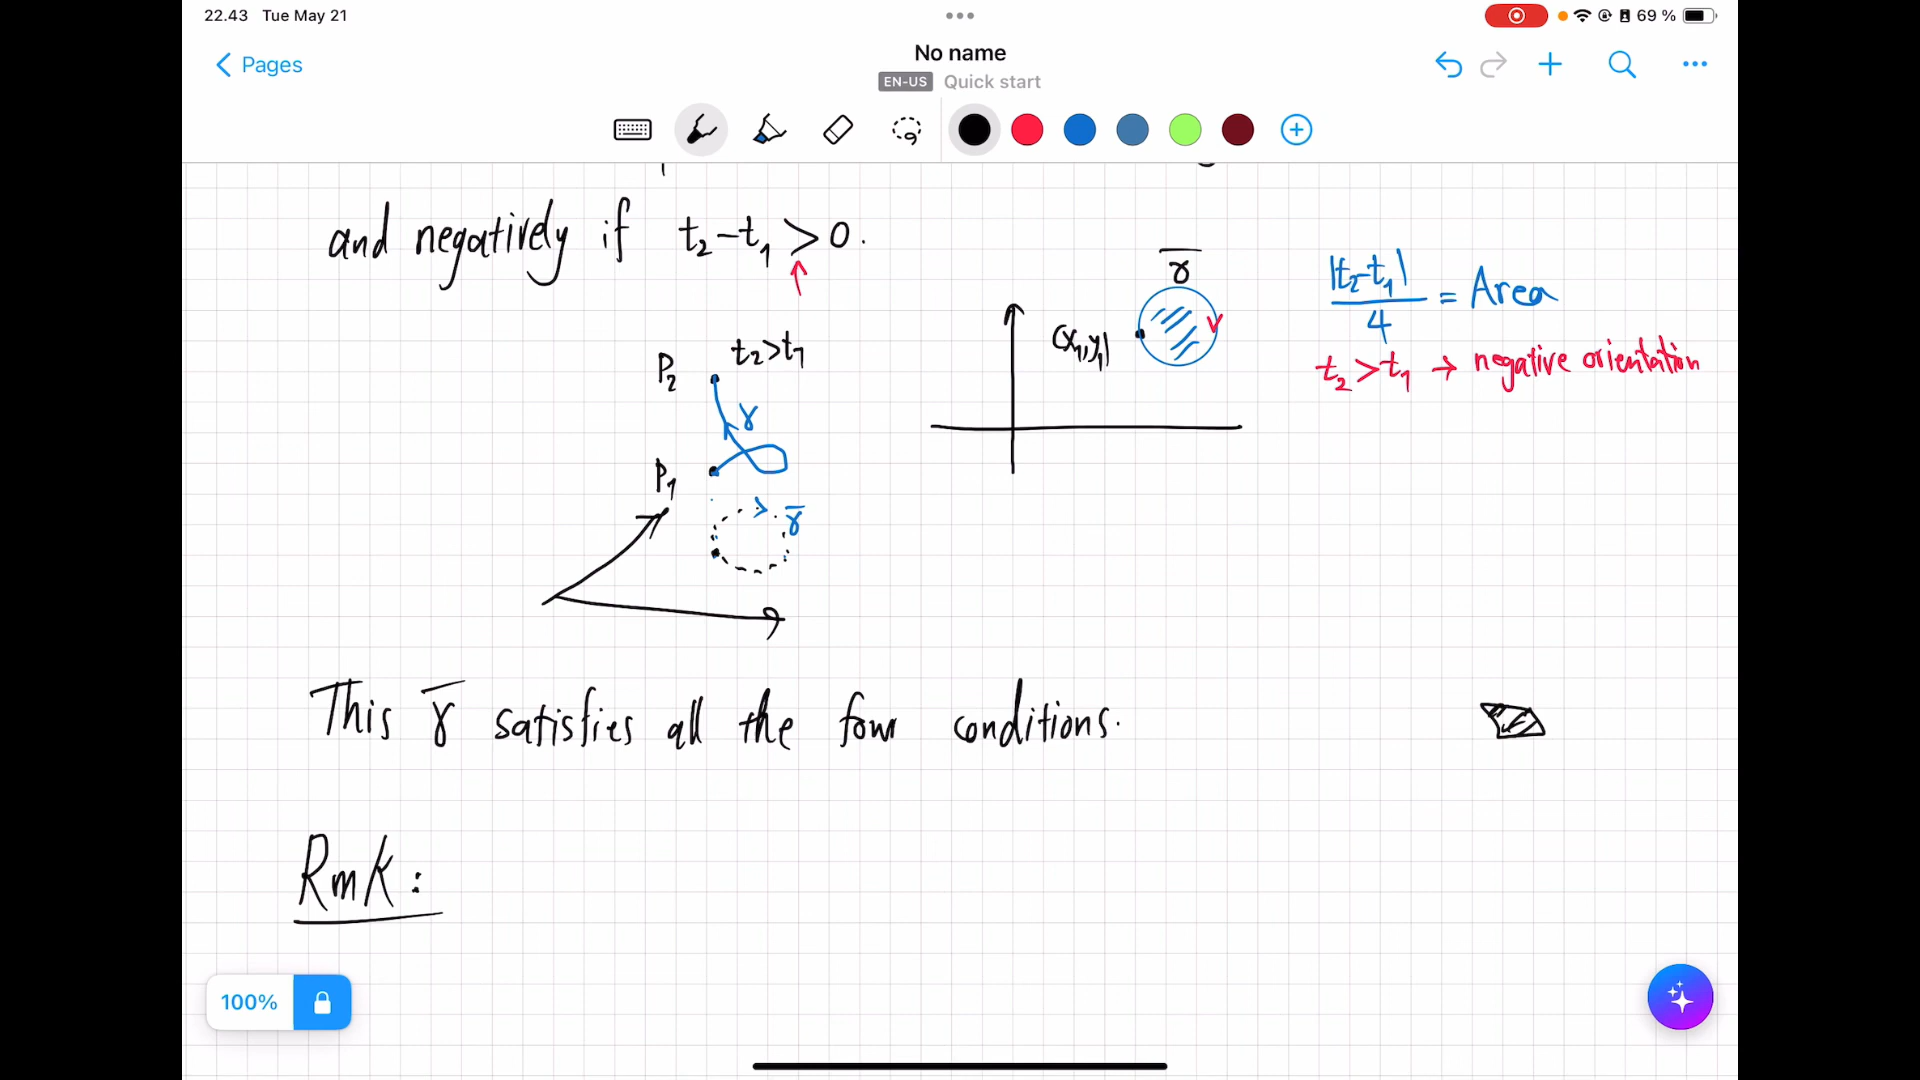 22.43 Tue May 21
69 %
Pages
No name
EN-US Quick start
and negatively if t₂-t₁ > 0.
γ̄
|t₂-t₁| / 4 = Area
(x₁,y₁)
t₂ > t₁ → negative orientation
P₂ t₂>t₁
γ
P₁
γ̄
This γ̄ satisfies all the four conditions.
Rmk:
100%